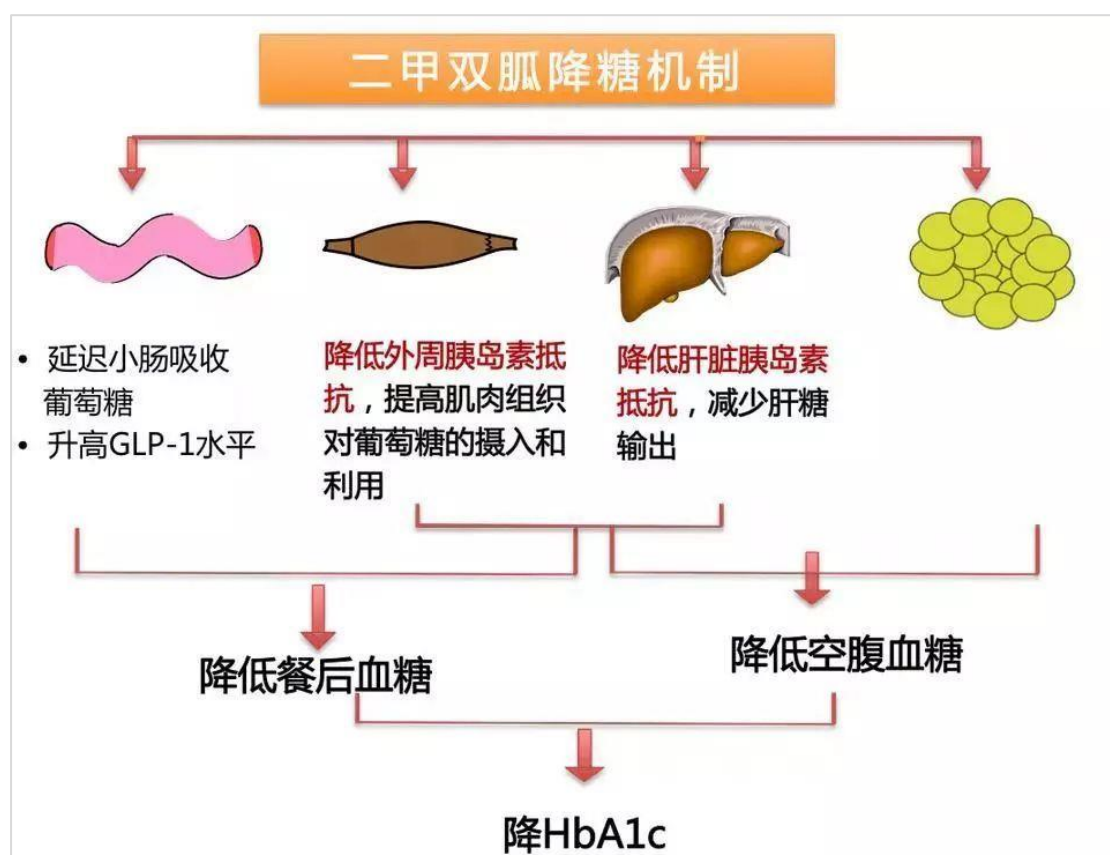 二甲双胍降糖机制
• 延迟小肠吸收
葡萄糖
• 升高GLP-1水平
降低外周胰岛素抵
抗，提高肌肉组织
对葡萄糖的摄入和
利用
降低肝脏胰岛素
抵抗，减少肝糖
输出
降低餐后血糖
降低空腹血糖
降HbA1c